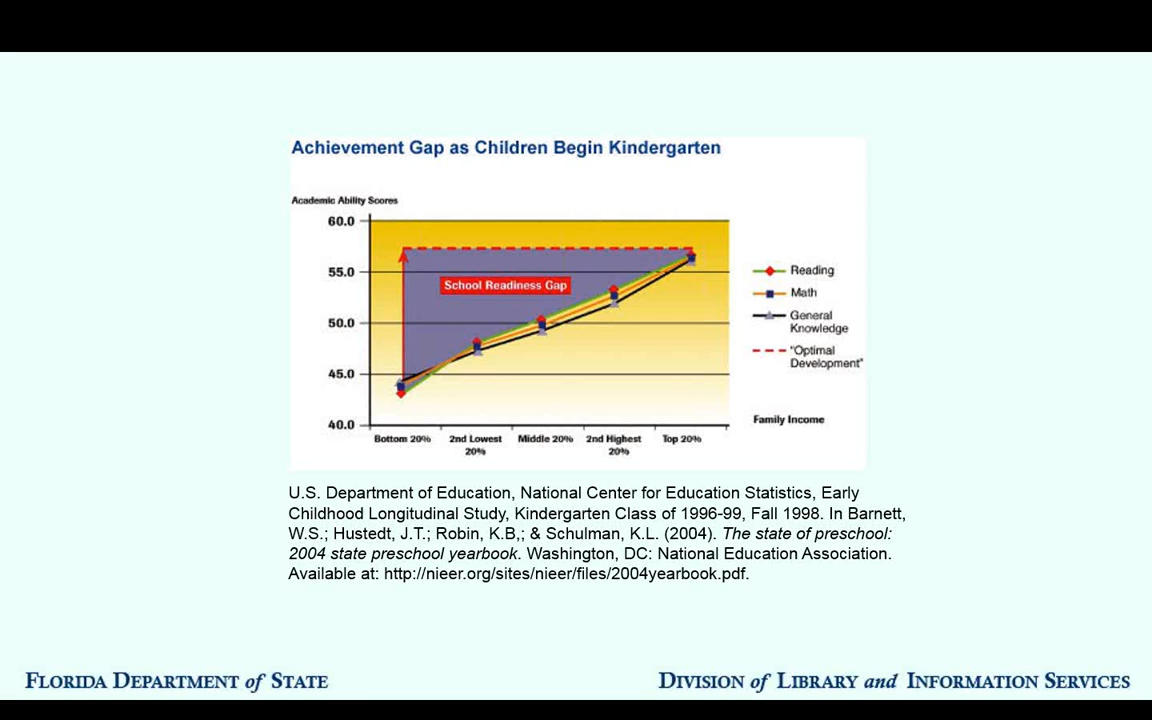 Achievement Gap as Children Begin Kindergarten
Academic Ability Scores
60.0
55.0
50.0
45.0
40.0
School Readiness Gap
Bottom 20%
2nd Lowest
20%
Middle 20%
2nd Highest
20%
Top 20%
Reading
Math
General
Knowledge
"Optimal
Development"
Family Income
U.S. Department of Education, National Center for Education Statistics, Early
Childhood Longitudinal Study, Kindergarten Class of 1996-99, Fall 1998. In Barnett,
W.S.; Hustedt, J.T.; Robin, K.B,; & Schulman, K.L. (2004). The state of preschool:
2004 state preschool yearbook. Washington, DC: National Education Association.
Available at: http://nieer.org/sites/nieer/files/2004yearbook.pdf.
FLORIDA DEPARTMENT of STATE
DIVISION of LIBRARY and INFORMATION SERVICES